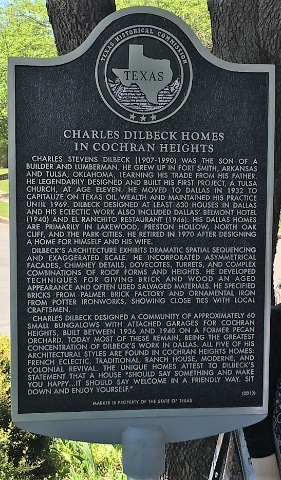 TEXAS HISTORICAL COMMISSION
TEXAS
CHARLES DILBECK HOMES
IN COCHRAN HEIGHTS
CHARLES STEVENS DILBECK (1907-1990) WAS THE SON OF A
BUILDER AND LUMBERMAN. HE GREW UP IN FORT SMITH, ARKANSAS
AND TULSA, OKLAHOMA, LEARNING HIS TRADE FROM HIS FATHER.
HE LEGENDARILY DESIGNED AND BUILT HIS FIRST PROJECT, A TULSA
CHURCH, AT AGE ELEVEN. HE MOVED TO DALLAS IN 1932 TO
CAPITALIZE ON TEXAS OIL WEALTH AND MAINTAINED HIS PRACTICE
UNTIL 1969. DILBECK DESIGNED AT LEAST 650 HOUSES IN DALLAS
AND HIS ECLECTIC WORK ALSO INCLUDED DALLAS' BELMONT HOTEL
(1940) AND EL RANCHITO RESTAURANT (1946). HIS DALLAS HOMES
ARE PRIMARILY IN LAKEWOOD, PRESTON HOLLOW, NORTH OAK
CLIFF, AND THE PARK CITIES. HE RETIRED IN 1970 AFTER DESIGNING
A HOME FOR HIMSELF AND HIS WIFE.
DILBECK'S ARCHITECTURE EXHIBITS DRAMATIC SPATIAL SEQUENCING
AND EXAGGERATED SCALE. HE INCORPORATED ASYMMETRICAL
FACADES, CHIMNEY DETAILS, DOVECOTES, TURRETS, AND COMPLEX
COMBINATIONS OF ROOF FORMS AND HEIGHTS. HE DEVELOPED
TECHNIQUES FOR GIVING BRICK AND WOOD AN AGED
APPEARANCE AND OFTEN USED SALVAGED MATERIALS. HE SPECIFIED
BRICKS FROM PALMER BRICK FACTORY AND ORNAMENTAL IRON
FROM POTTER IRONWORKS, SHOWING CLOSE TIES WITH LOCAL
CRAFTSMEN.
CHARLES DILBECK DESIGNED A COMMUNITY OF APPROXIMATELY 60
SMALL BUNGALOWS WITH ATTACHED GARAGES FOR COCHRAN
HEIGHTS, BUILT BETWEEN 1936 AND 1940 ON A FORMER PECAN
ORCHARD. TODAY MOST OF THESE REMAIN, BEING THE GREATEST
CONCENTRATION OF DILBECK'S WORK IN DALLAS. ALL FIVE OF HIS
ARCHITECTURAL STYLES ARE FOUND IN COCHRAN HEIGHTS HOMES:
FRENCH ECLECTIC, TRADITIONAL, RANCH HOUSE, MODERNE, AND
COLONIAL REVIVAL. THE UNIQUE HOMES ATTEST TO DILBECK'S
STATEMENT THAT A HOUSE "SHOULD SAY SOMETHING AND MAKE
YOU HAPPY...IT SHOULD SAY WELCOME IN A FRIENDLY WAY. SIT
DOWN AND ENJOY YOURSELF."
(2013)
MARKER IS PROPERTY OF THE STATE OF TEXAS